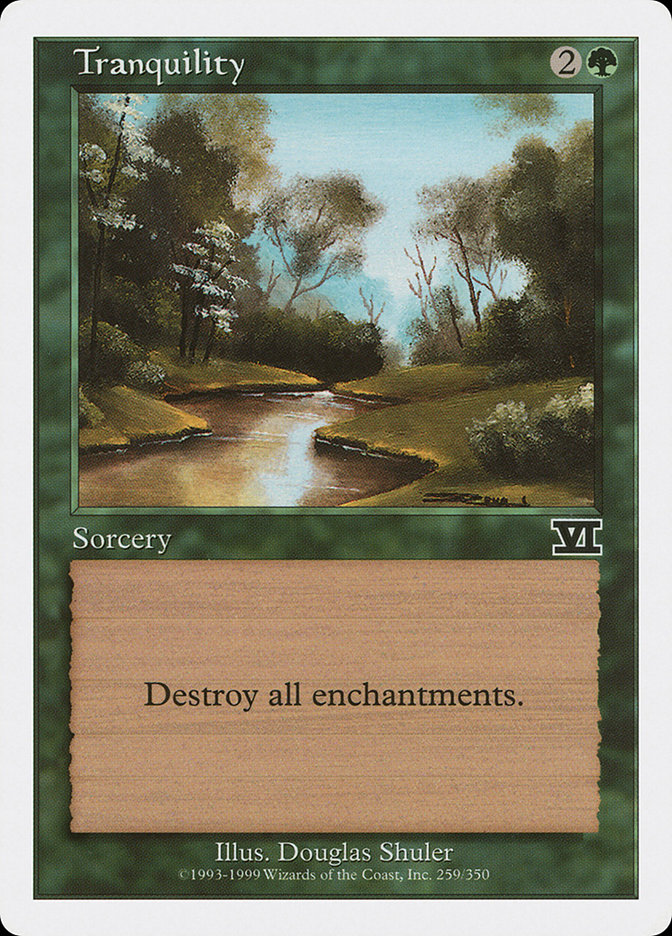 Tranquility 2
Sorcery VI
Destroy all enchantments.
Illus. Douglas Shuler
©1993-1999 Wizards of the Coast, Inc. 259/350